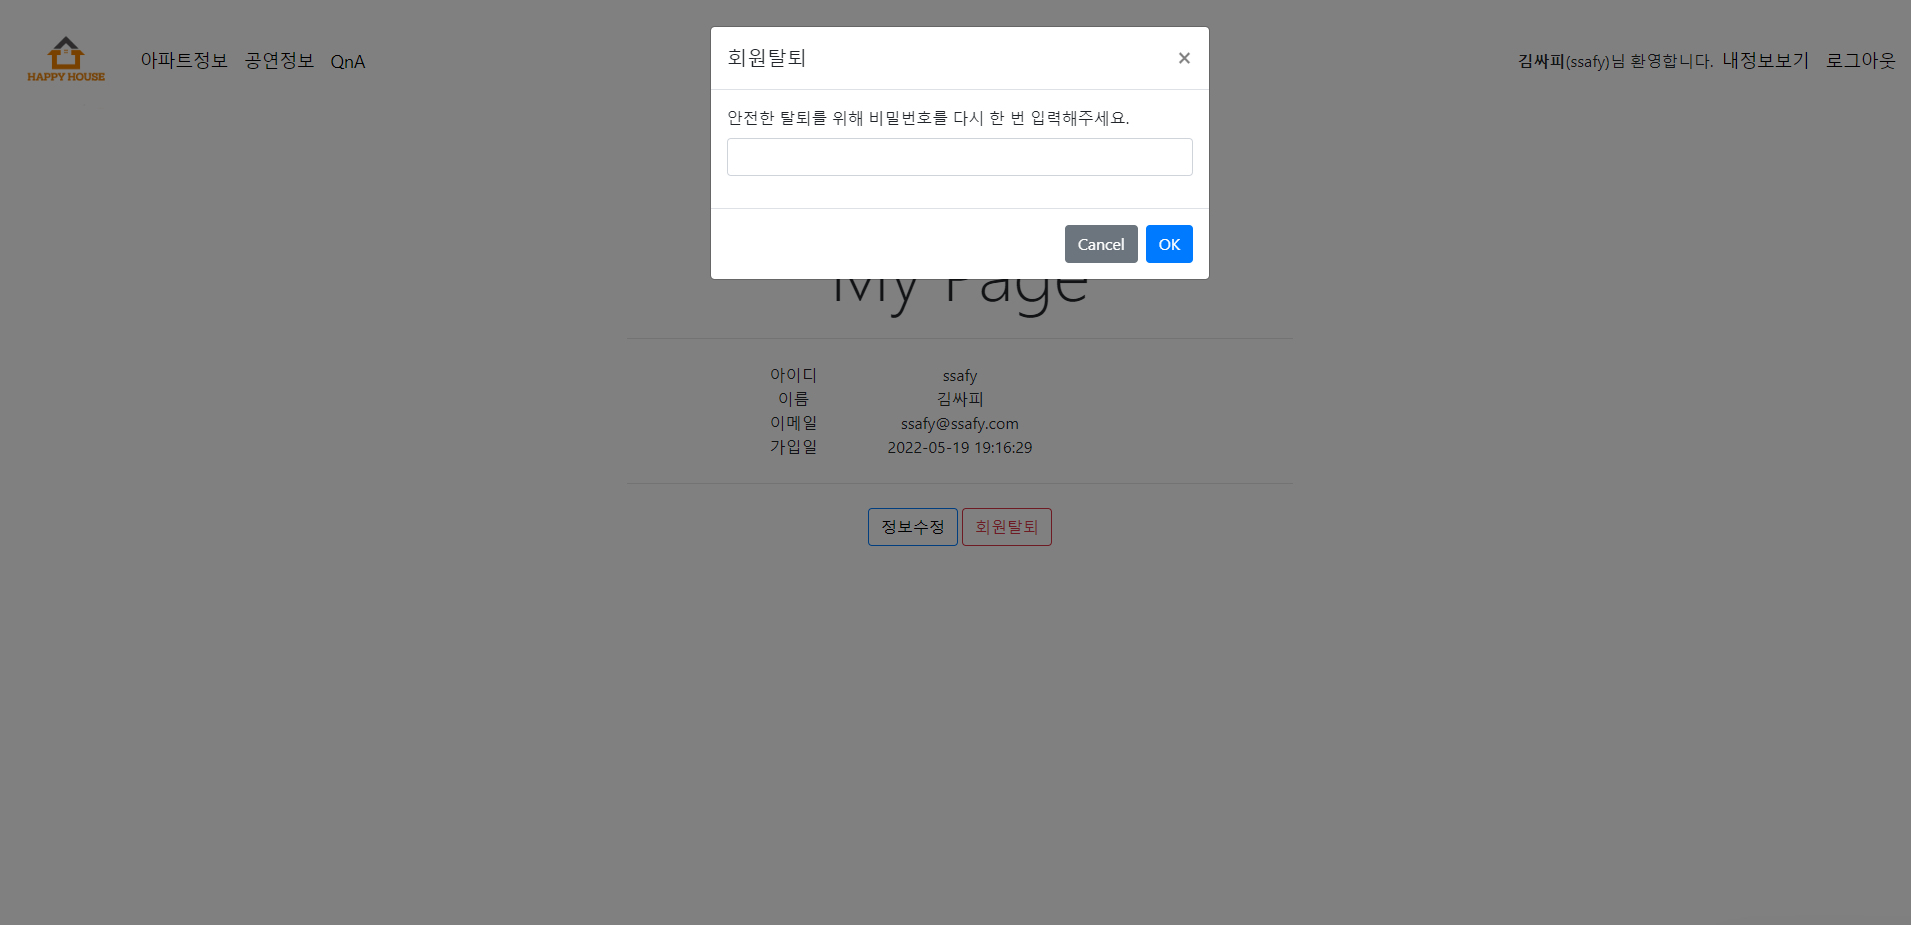 HAPPY HOUSE
아파트정보 공연정보 QnA
김싸피(ssafy)님 환영합니다. 내정보보기 로그아웃
회원탈퇴 ×
안전한 탈퇴를 위해 비밀번호를 다시 한 번 입력해주세요.
Cancel OK
My Page
아이디 ssafy
이름 김싸피
이메일 ssafy@ssafy.com
가입일 2022-05-19 19:16:29
정보수정 회원탈퇴